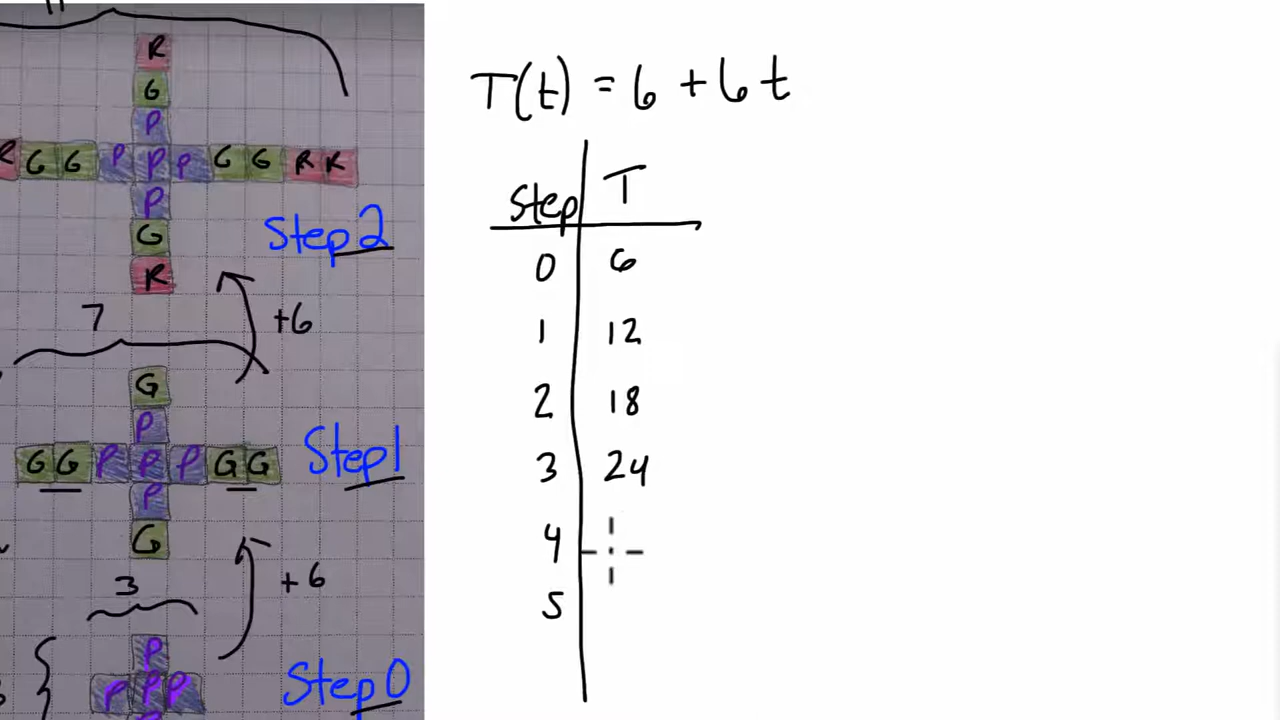 R
G
P
G G P P P G G R R
P
G
R
Step 2
7
+6
G
P
G G P P P G G
P
G
Step 1
3
+6
P
P P P
Step 0
T(t) = 6 + 6t
Step T
0 6
1 12
2 18
3 24
4
5